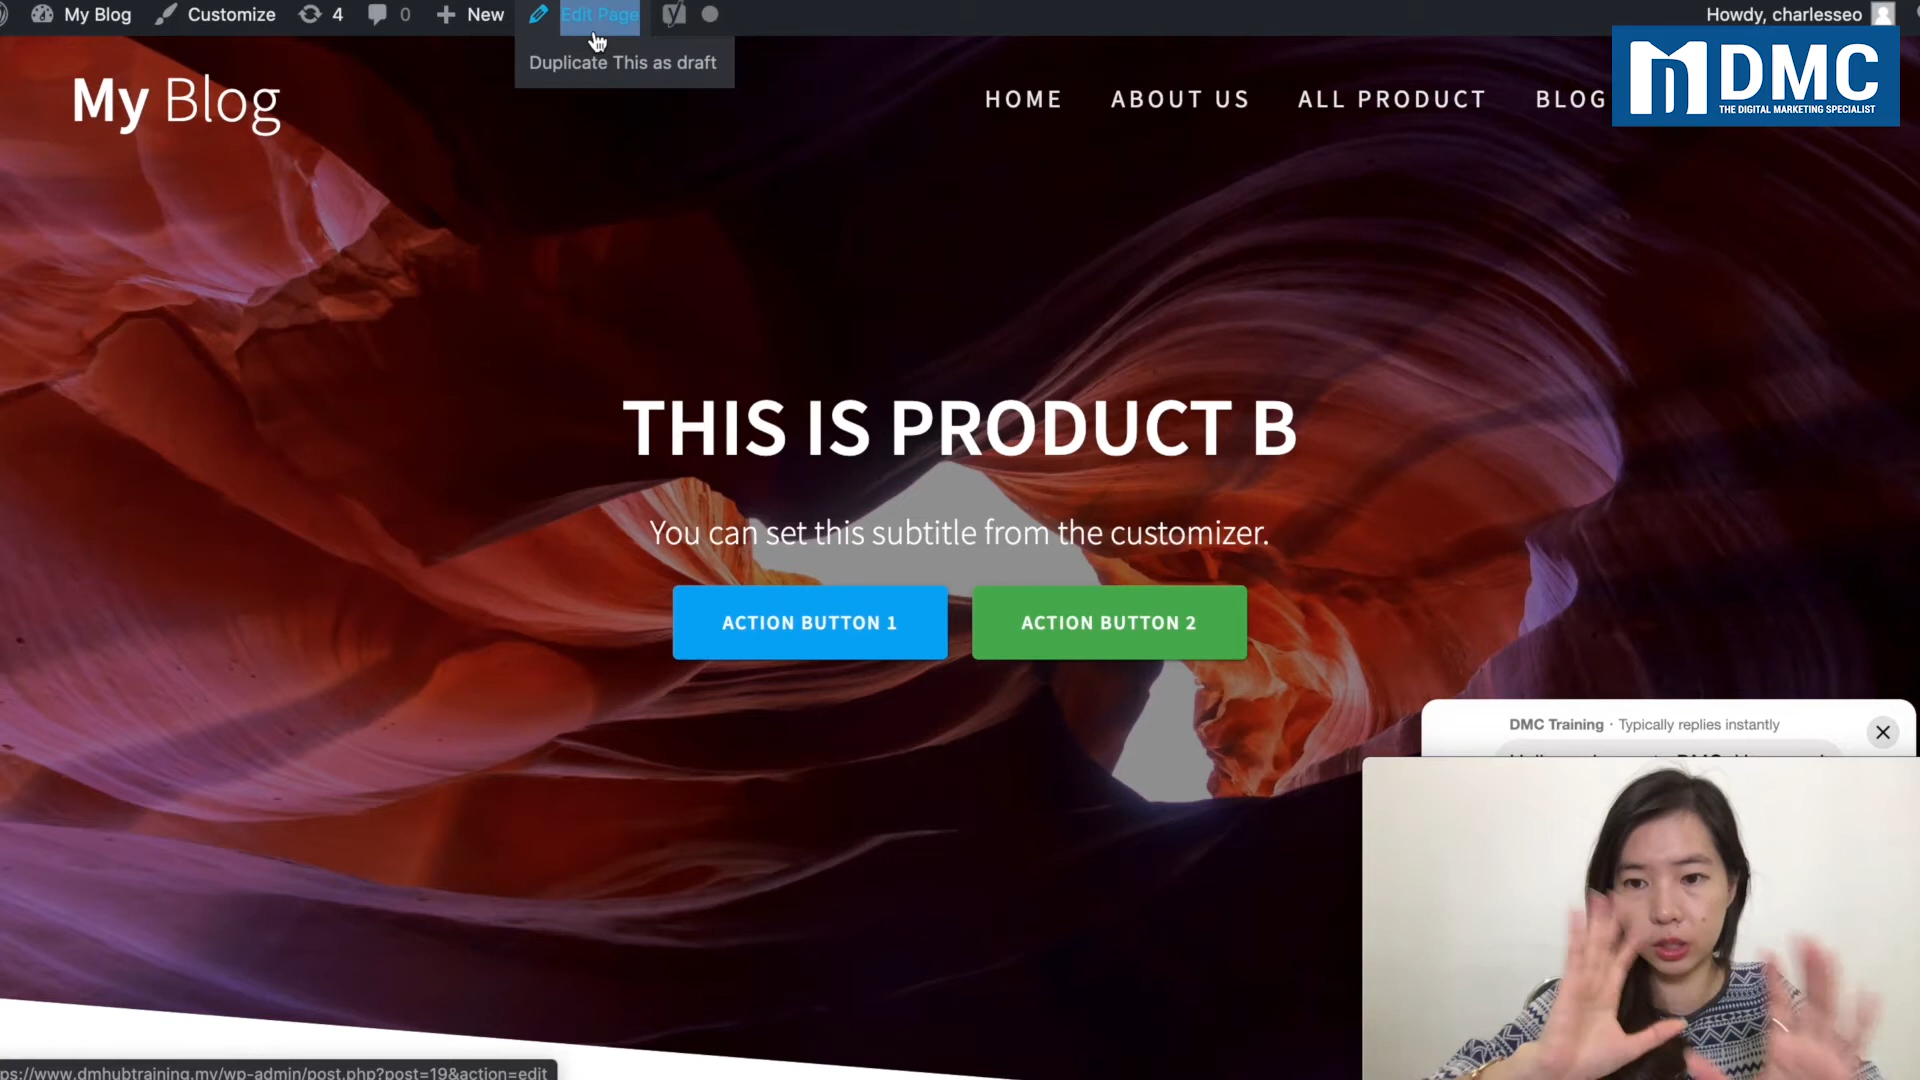 My Blog Customize 4 0 New Edit Page Howdy, charlesseo
Duplicate This as draft
My Blog
HOME ABOUT US ALL PRODUCT BLOG
DMC
THE DIGITAL MARKETING SPECIALIST
THIS IS PRODUCT B
You can set this subtitle from the customizer.
ACTION BUTTON 1 ACTION BUTTON 2
DMC Training · Typically replies instantly
ps://www.dmhubtraining.my/wp-admin/post.php?post=19&action=edit